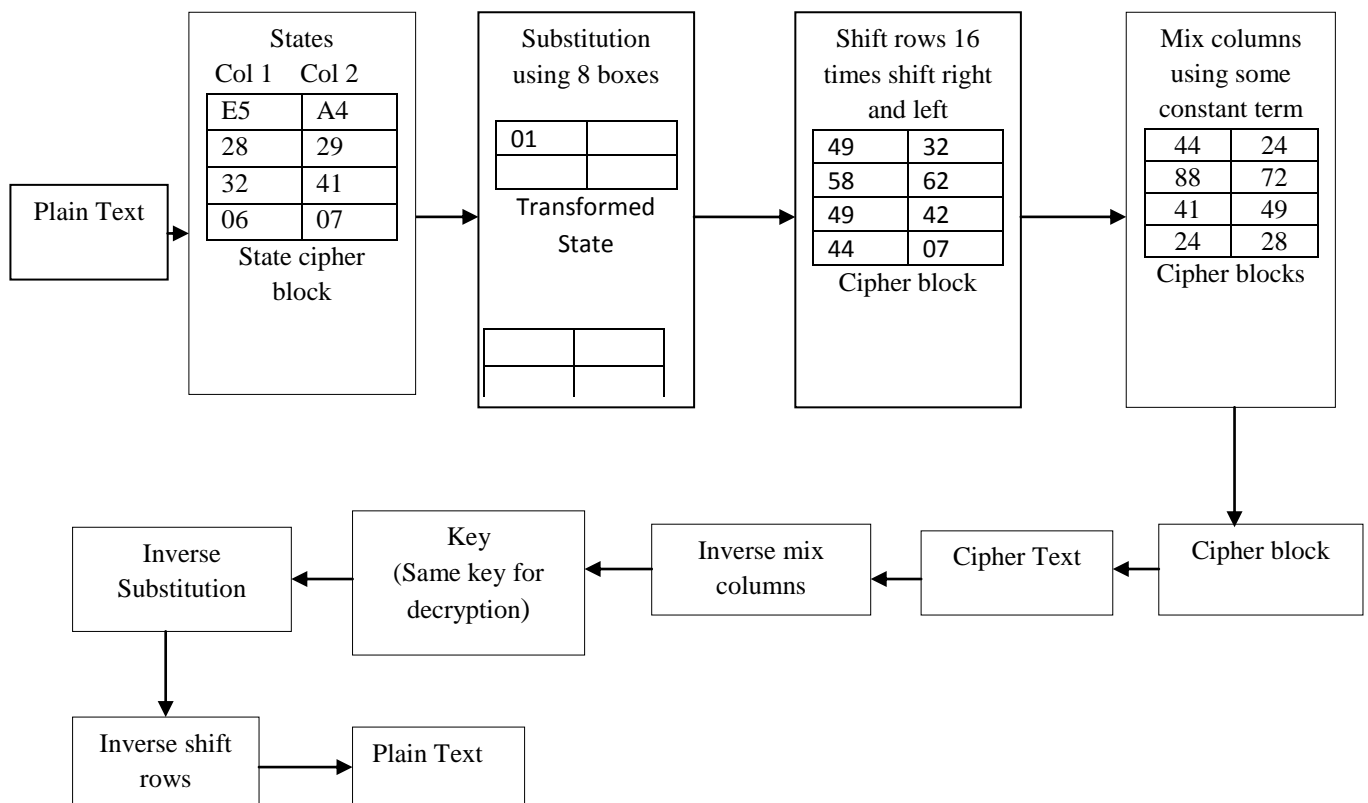 Plain Text
States
Col 1 Col 2
E5 A4
28 29
32 41
06 07
State cipher
block
Substitution
using 8 boxes
01
Transformed
State
Shift rows 16
times shift right
and left
49 32
58 62
49 42
44 07
Cipher block
Mix columns
using some
constant term
44 24
88 72
41 49
24 28
Cipher blocks
Cipher block
Cipher Text
Inverse mix
columns
Key
(Same key for
decryption)
Inverse
Substitution
Inverse shift
rows
Plain Text